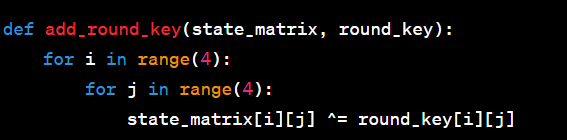 def add_round_key(state_matrix, round_key):
    for i in range(4):
        for j in range(4):
            state_matrix[i][j] ^= round_key[i][j]